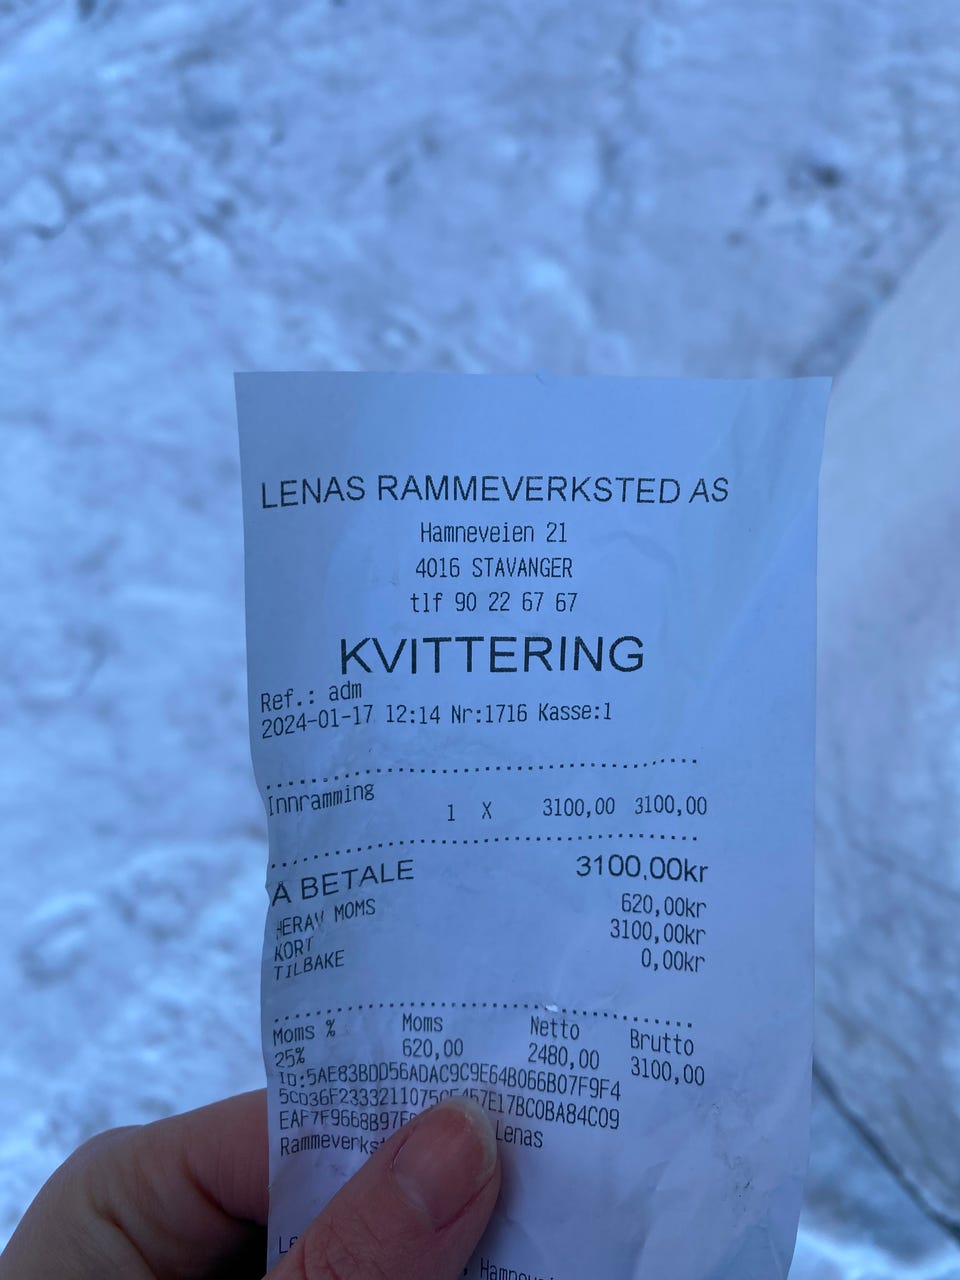 LENAS RAMMEVERKSTED AS
Hamneveien 21
4016 STAVANGER
tlf 90 22 67 67
KVITTERING
Ref.: adm
2024-01-17 12:14 Nr:1716 Kasse:1
Innramming
1 X 3100,00 3100,00
Å BETALE 3100,00kr
HERAV MOMS 620,00kr
KORT 3100,00kr
TILBAKE 0,00kr
Moms % Moms Netto Brutto
25% 620,00 2480,00 3100,00
ID:5AE83BDD56ADAC9C9E64B066B07F9F4
Lenas